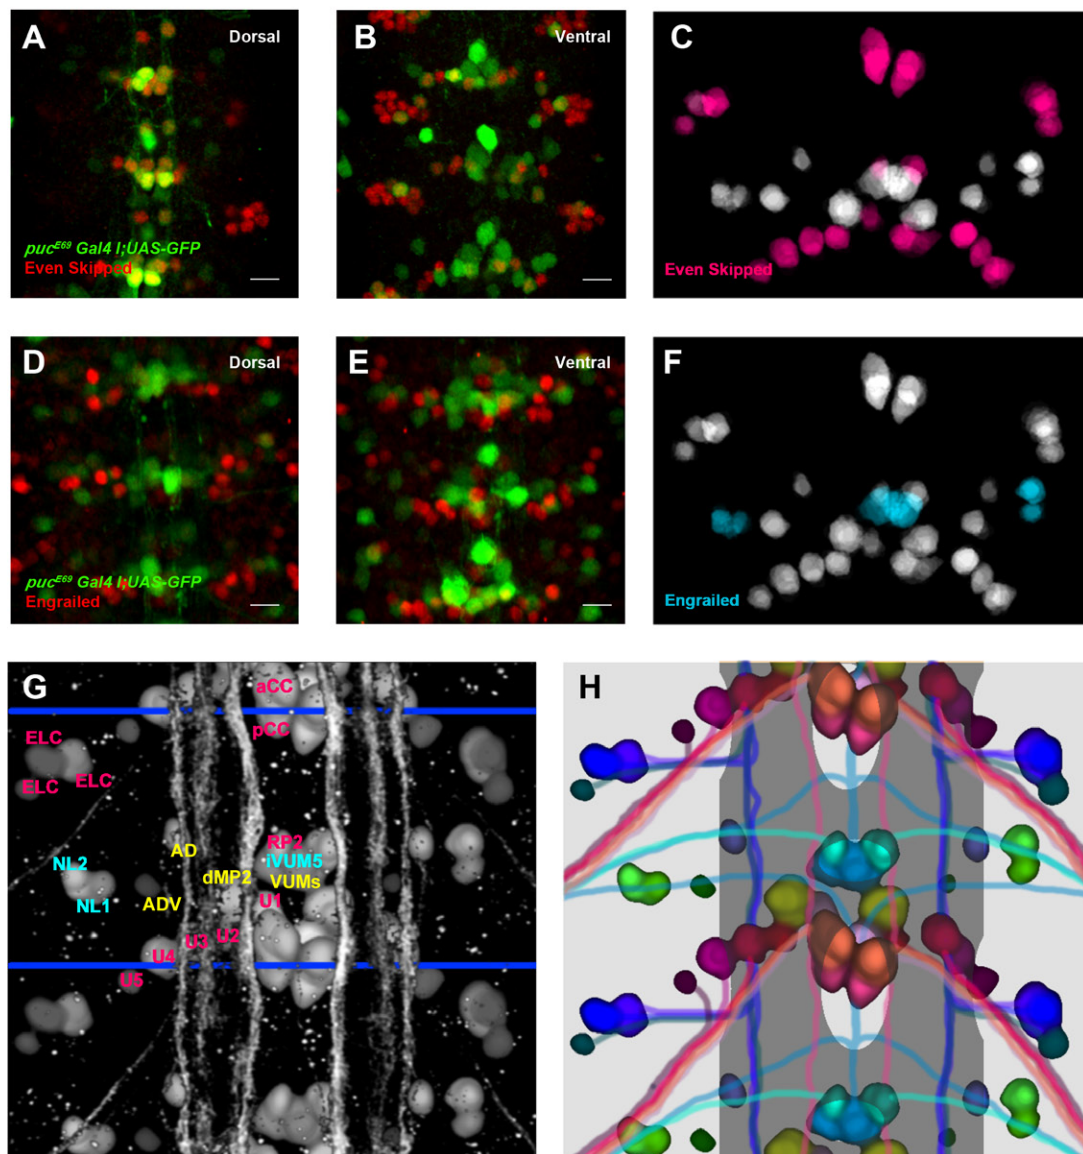 A
Dorsal
puc^E69 Gal4 I;UAS-GFP
Even Skipped
B
Ventral
C
Even Skipped
D
Dorsal
puc^E69 Gal4 I;UAS-GFP
Engrailed
E
Ventral
F
Engrailed
G
aCC
pCC
ELC
ELC
ELC
RP2
AD
iVUM5
NL2
dMP2
VUMs
NL1
ADV
U1
U2
U3
U4
U5
H